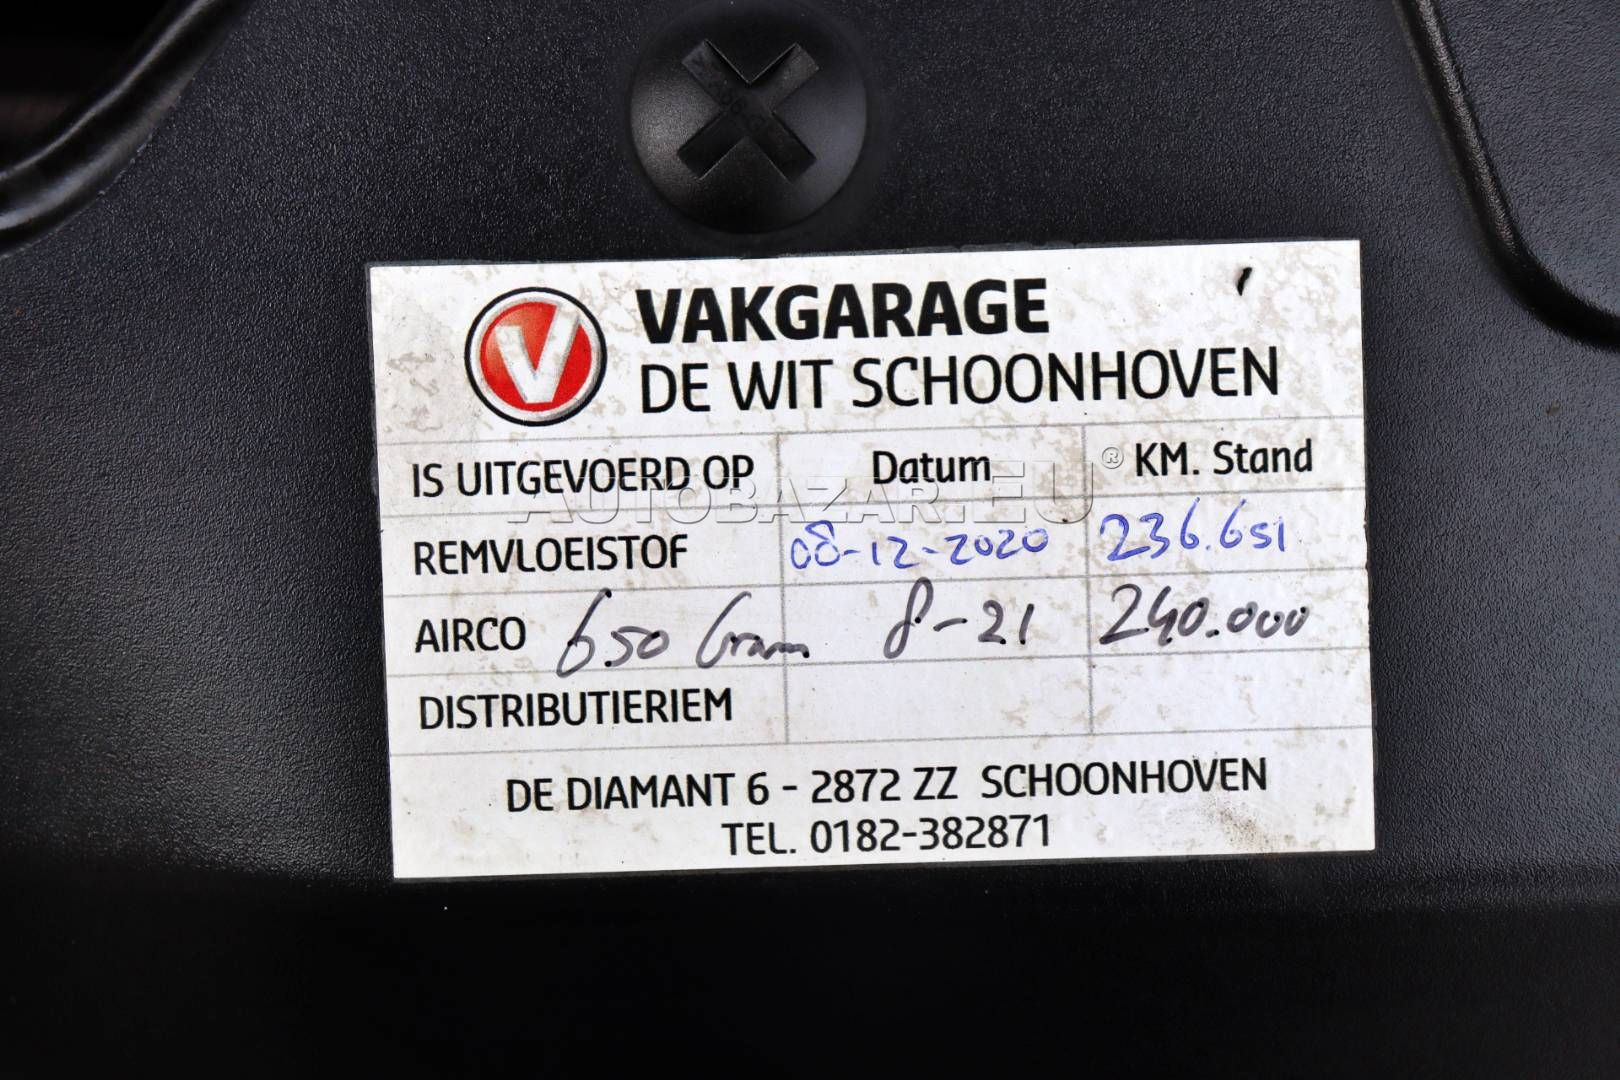 VAKGARAGE
DE WIT SCHOONHOVEN
IS UITGEVOERD OP Datum KM. Stand
AUTOBAZAR.EU®
REMVLOEISTOF 08-12-2020 236.651
AIRCO 650 Gram 8-21 240.000
DISTRIBUTIERIEM
DE DIAMANT 6 - 2872 ZZ SCHOONHOVEN
TEL. 0182-382871